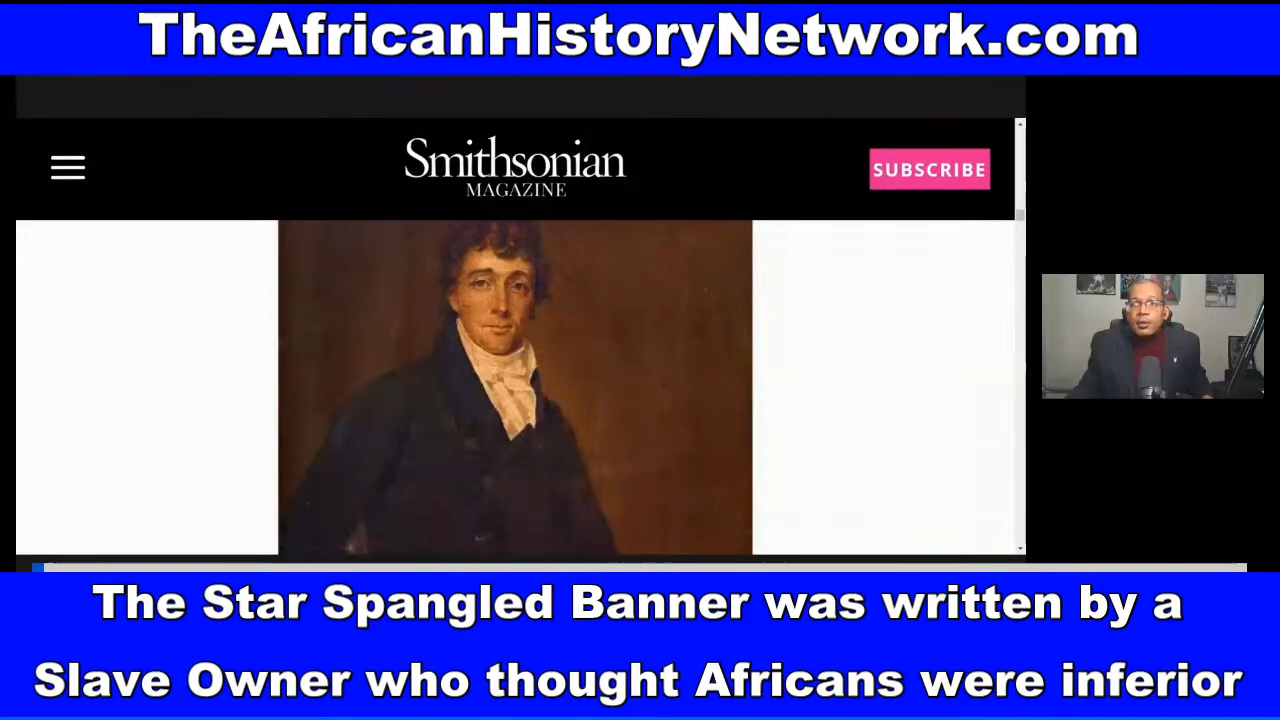 TheAfricanHistoryNetwork.com
Smithsonian
MAGAZINE
SUBSCRIBE
The Star Spangled Banner was written by a
Slave Owner who thought Africans were inferior